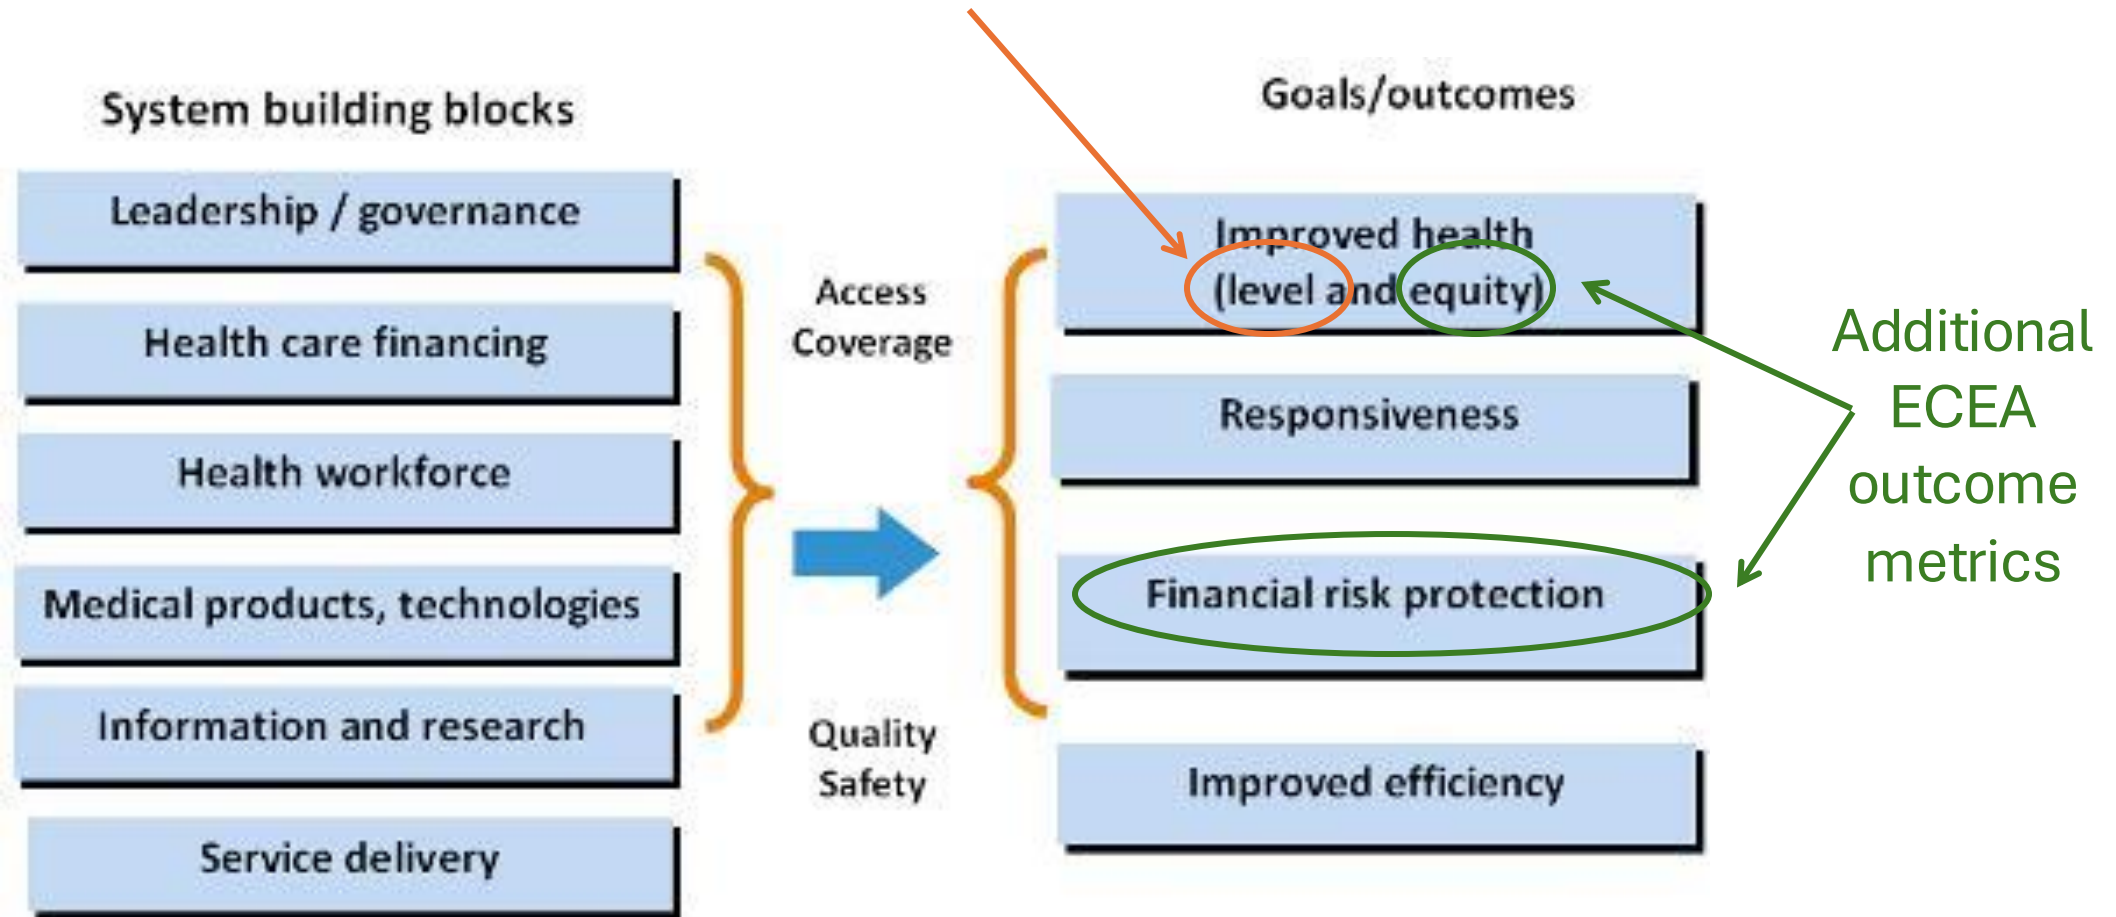 System building blocks
Leadership / governance
Health care financing
Health workforce
Medical products, technologies
Information and research
Service delivery
Access
Coverage
Quality
Safety
Goals/outcomes
Improved health
(level and equity)
Responsiveness
Financial risk protection
Improved efficiency
Additional
ECEA
outcome
metrics